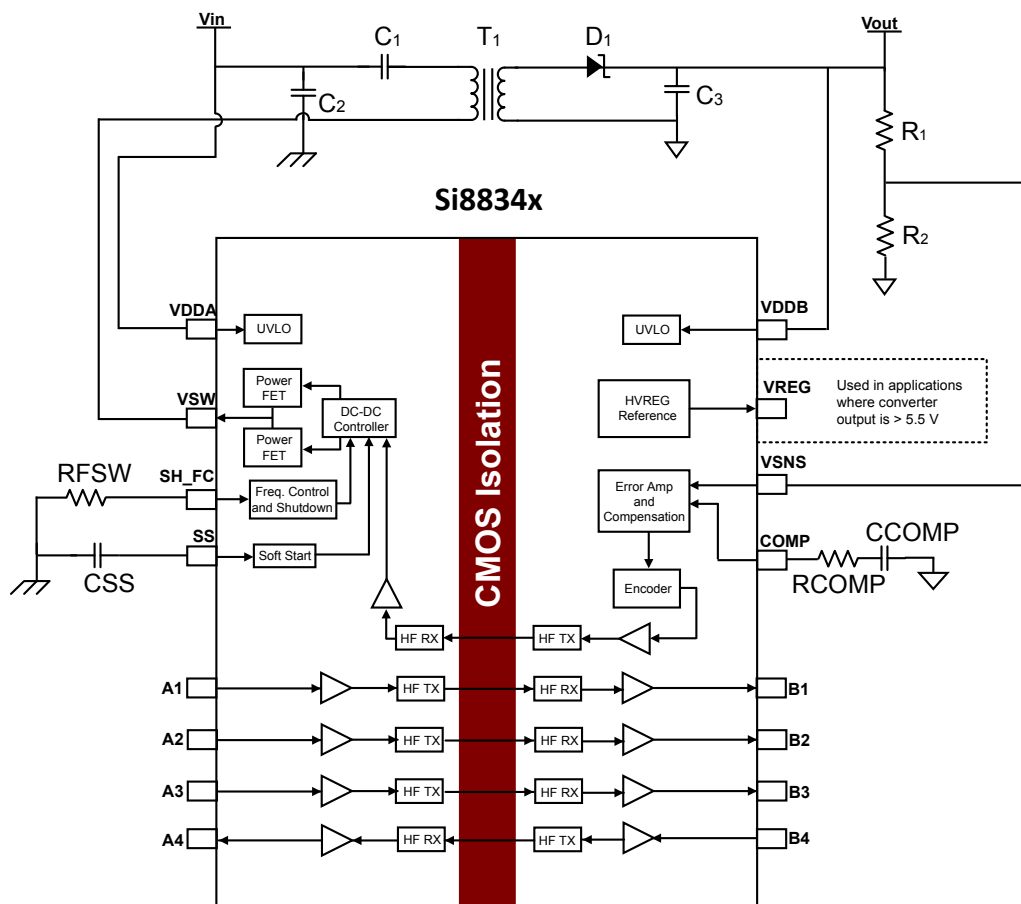 Vin
C1
T1
D1
Vout
C2
C3
R1
R2
Si8834x
CMOS Isolation
VDDA
UVLO
UVLO
VDDB
VSW
Power
FET
Power
FET
DC-DC
Controller
HVREG
Reference
VREG
Used in applications
where converter
output is > 5.5 V
RFSW
SH_FC
Freq. Control
and Shutdown
Error Amp
and
Compensation
VSNS
CSS
SS
Soft Start
COMP
RCOMP
CCOMP
Encoder
HF RX
HF TX
A1
HF TX
HF RX
B1
A2
HF TX
HF RX
B2
A3
HF TX
HF RX
B3
A4
HF RX
HF TX
B4